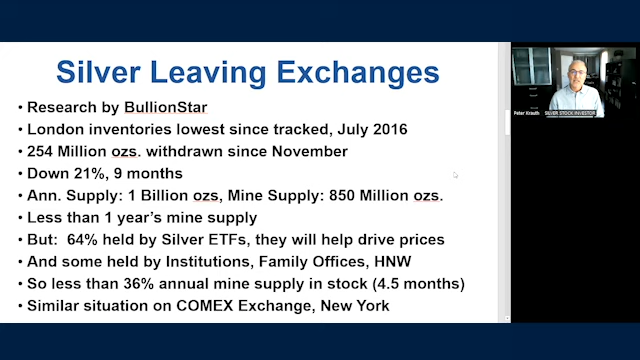 Silver Leaving Exchanges
• Research by BullionStar
• London inventories lowest since tracked, July 2016
• 254 Million ozs. withdrawn since November
• Down 21%, 9 months
• Ann. Supply: 1 Billion ozs, Mine Supply: 850 Million ozs.
• Less than 1 year’s mine supply
• But:  64% held by Silver ETFs, they will help drive prices
• And some held by Institutions, Family Offices, HNW
• So less than 36% annual mine supply in stock (4.5 months)
• Similar situation on COMEX Exchange, New York
Peter Krauth SILVER STOCK INVESTOR